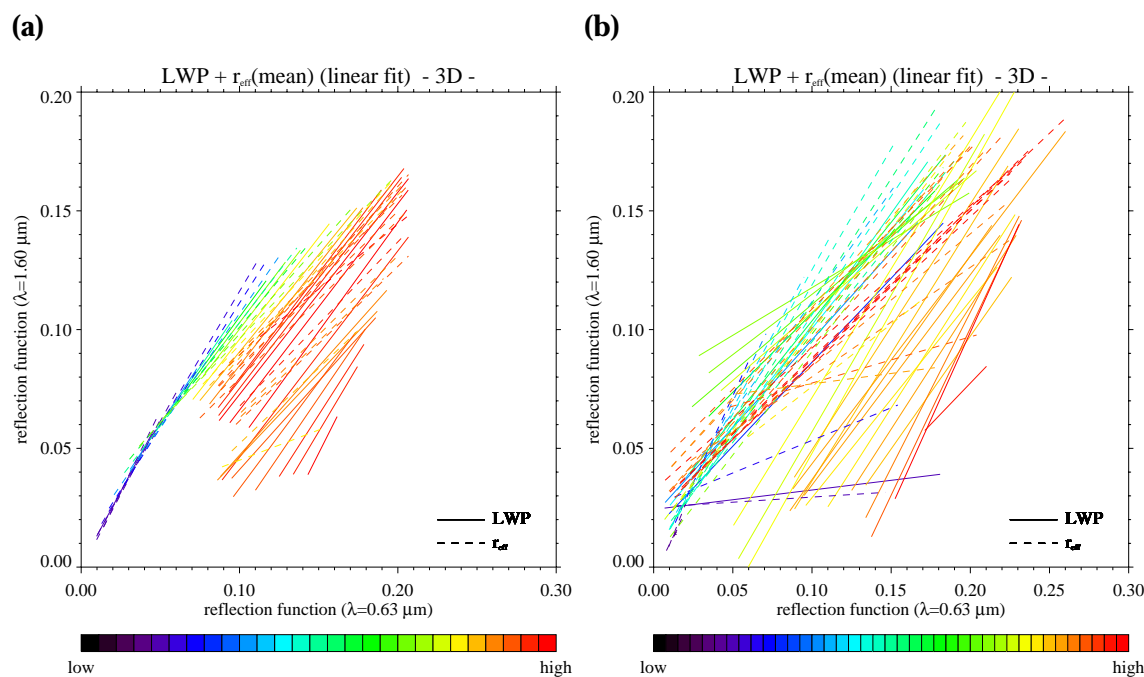 (a)
LWP + reff(mean) (linear fit) - 3D -
0.20
0.15
0.10
0.05
0.00
reflection function (λ=1.60 μm)
LWP
reff
0.00 0.05 0.10 0.15 0.20 0.30
reflection function (λ=0.63 μm)
low high
(b)
LWP + reff(mean) (linear fit) - 3D -
0.20
0.15
0.10
0.05
0.00
reflection function (λ=1.60 μm)
LWP
reff
0.00 0.05 0.10 0.15 0.20 0.30
reflection function (λ=0.63 μm)
low high